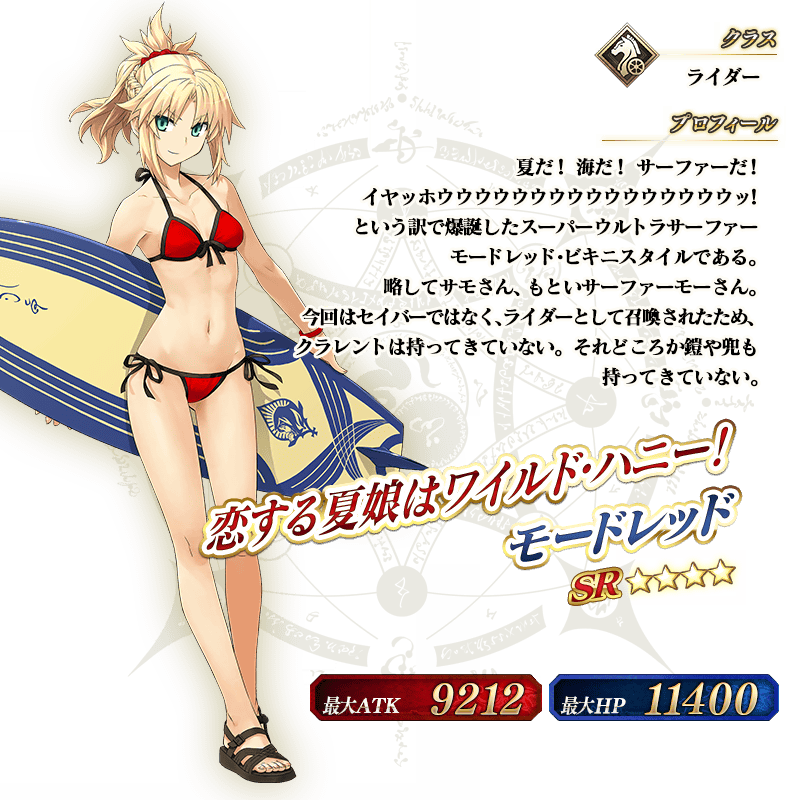 クラス
ライダー
プロフィール
夏だ！ 海だ！ サーファーだ！
イヤッホウウウウウウウウウウウウウウウウッ！
という訳で爆誕したスーパーウルトラサーファー
モードレッド・ビキニスタイルである。
略してサモさん、もといサーファーモーさん。
今回はセイバーではなく、ライダーとして召喚されたため、
クラレントは持ってきていない。それどころか鎧や兜も
持ってきていない。
恋する夏娘はワイルド・ハニー！
モードレッド
SR ☆☆☆☆
最大ATK 9212
最大HP 11400